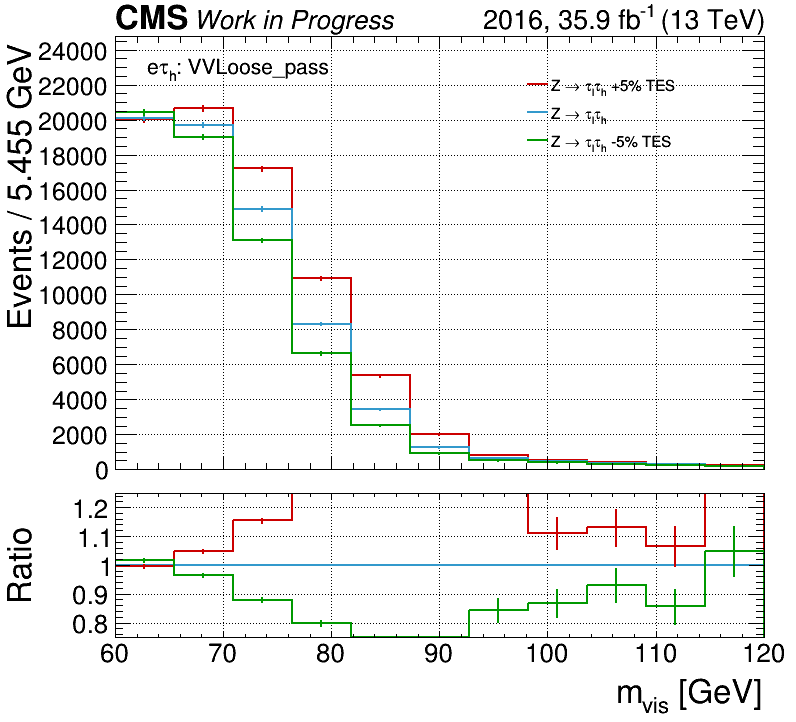 CMS Work in Progress 2016, 35.9 fb⁻¹ (13 TeV)
Events / 5.455 GeV
24000
22000
20000
18000
16000
14000
12000
10000
8000
6000
4000
2000
0
eτₕ: VVLoose_pass
Z → τₗτₕ +5% TES
Z → τₗτₕ
Z → τₗτₕ -5% TES
Ratio
1.2
1.1
1
0.9
0.8
60 70 80 90 100 110 120
m_vis [GeV]